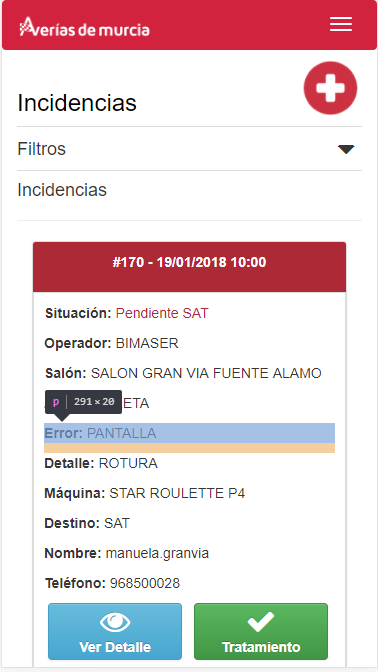 Averías de murcia
Incidencias
Filtros
Incidencias
#170 - 19/01/2018 10:00
Situación: Pendiente SAT
Operador: BIMASER
Salón: SALON GRAN VIA FUENTE ALAMO
p 291 × 20
ETA
Error: PANTALLA
Detalle: ROTURA
Máquina: STAR ROULETTE P4
Destino: SAT
Nombre: manuela.granvia
Teléfono: 968500028
Ver Detalle
Tratamiento